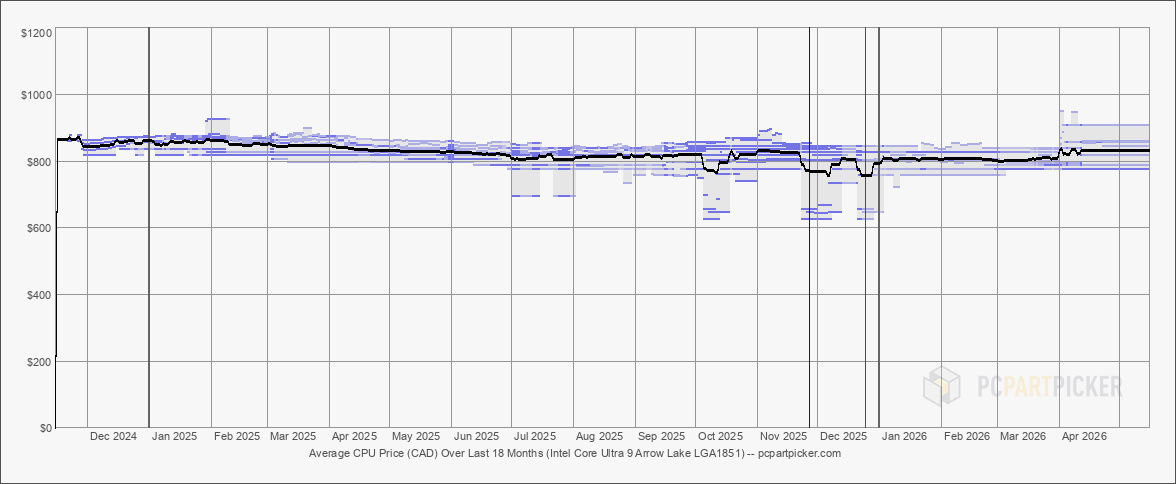 $1200
$1000
$800
$600
$400
$200
$0
PCPARTPICKER
Dec 2024 Jan 2025 Feb 2025 Mar 2025 Apr 2025 May 2025 Jun 2025 Jul 2025 Aug 2025 Sep 2025 Oct 2025 Nov 2025 Dec 2025 Jan 2026 Feb 2026 Mar 2026 Apr 2026
Average CPU Price (CAD) Over Last 18 Months (Intel Core Ultra 9 Arrow Lake LGA1851) -- pcpartpicker.com